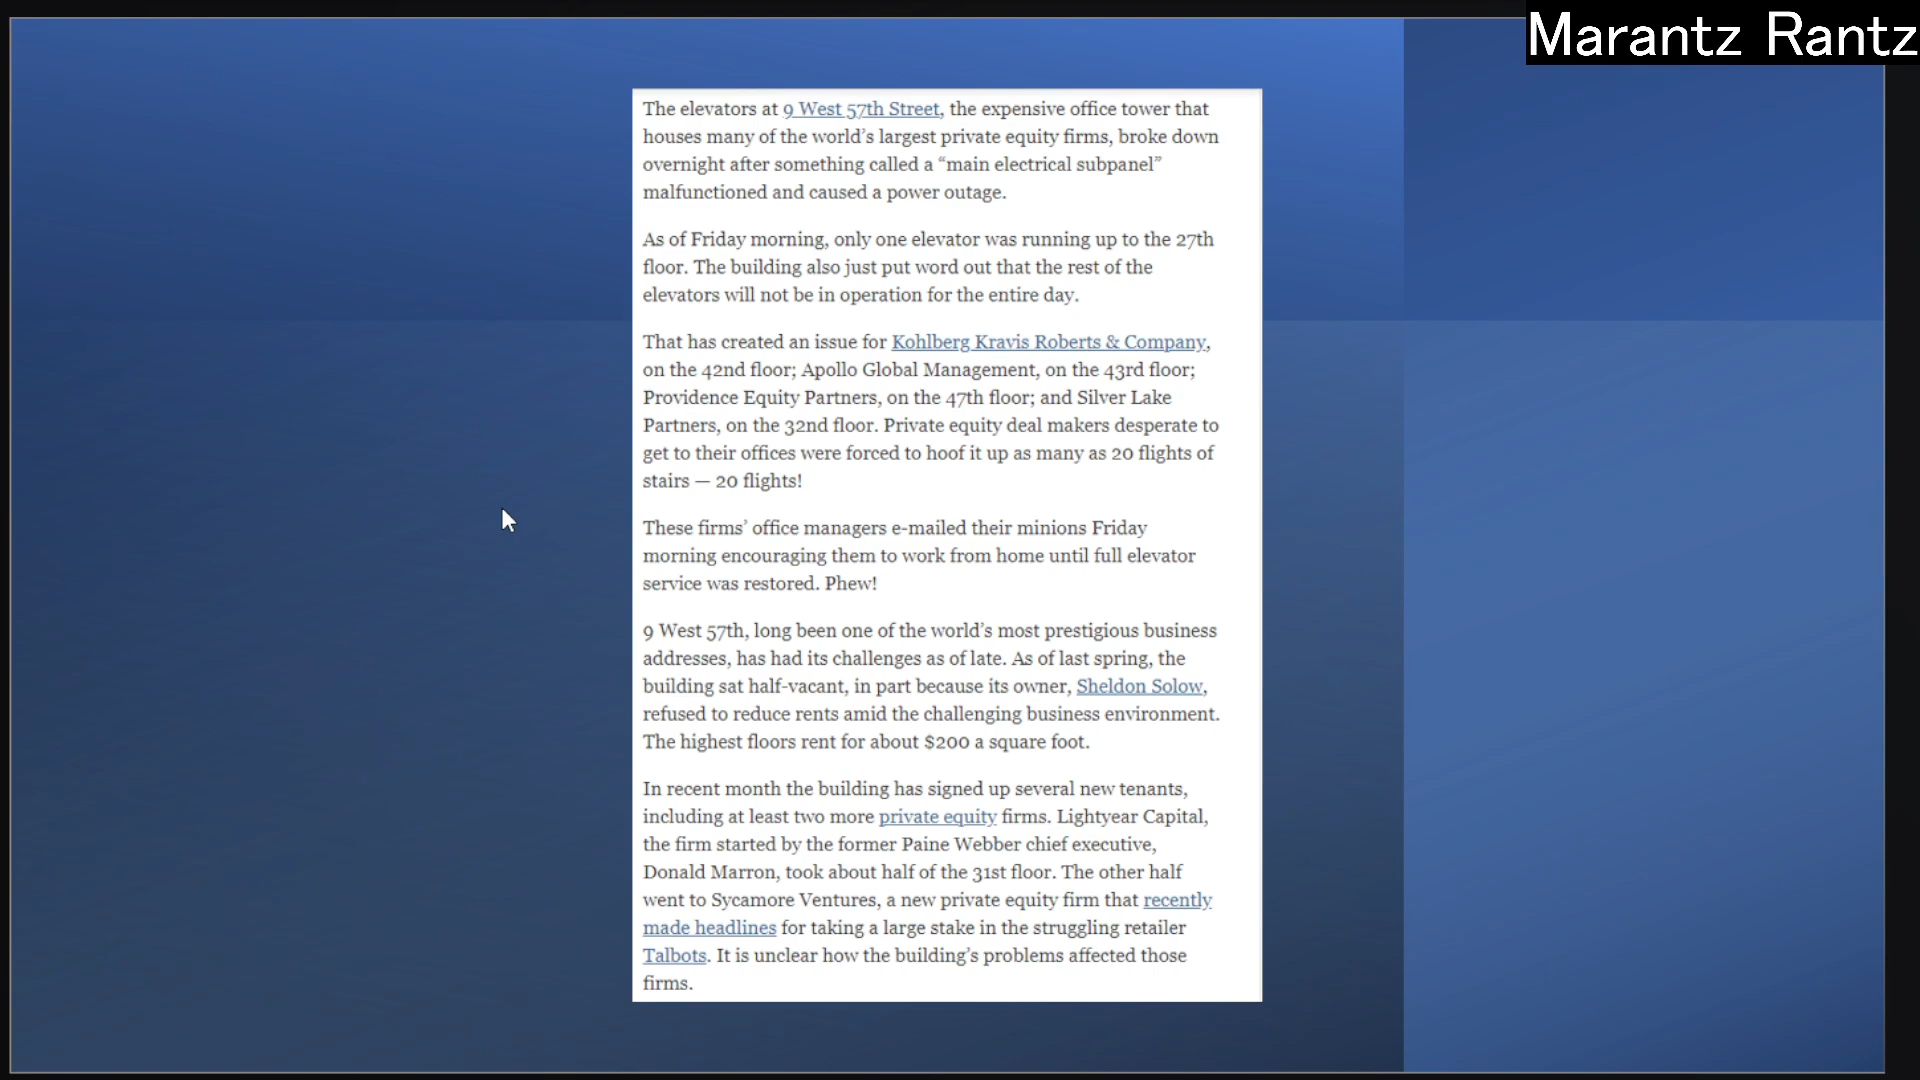 Marantz Rantz
The elevators at 9 West 57th Street, the expensive office tower that
houses many of the world’s largest private equity firms, broke down
overnight after something called a “main electrical subpanel”
malfunctioned and caused a power outage.
As of Friday morning, only one elevator was running up to the 27th
floor. The building also just put word out that the rest of the
elevators will not be in operation for the entire day.
That has created an issue for Kohlberg Kravis Roberts & Company,
on the 42nd floor; Apollo Global Management, on the 43rd floor;
Providence Equity Partners, on the 47th floor; and Silver Lake
Partners, on the 32nd floor. Private equity deal makers desperate to
get to their offices were forced to hoof it up as many as 20 flights of
stairs — 20 flights!
These firms’ office managers e-mailed their minions Friday
morning encouraging them to work from home until full elevator
service was restored. Phew!
9 West 57th, long been one of the world’s most prestigious business
addresses, has had its challenges as of late. As of last spring, the
building sat half-vacant, in part because its owner, Sheldon Solow,
refused to reduce rents amid the challenging business environment.
The highest floors rent for about $200 a square foot.
In recent month the building has signed up several new tenants,
including at least two more private equity firms. Lightyear Capital,
the firm started by the former Paine Webber chief executive,
Donald Marron, took about half of the 31st floor. The other half
went to Sycamore Ventures, a new private equity firm that recently
made headlines for taking a large stake in the struggling retailer
Talbots. It is unclear how the building’s problems affected those
firms.